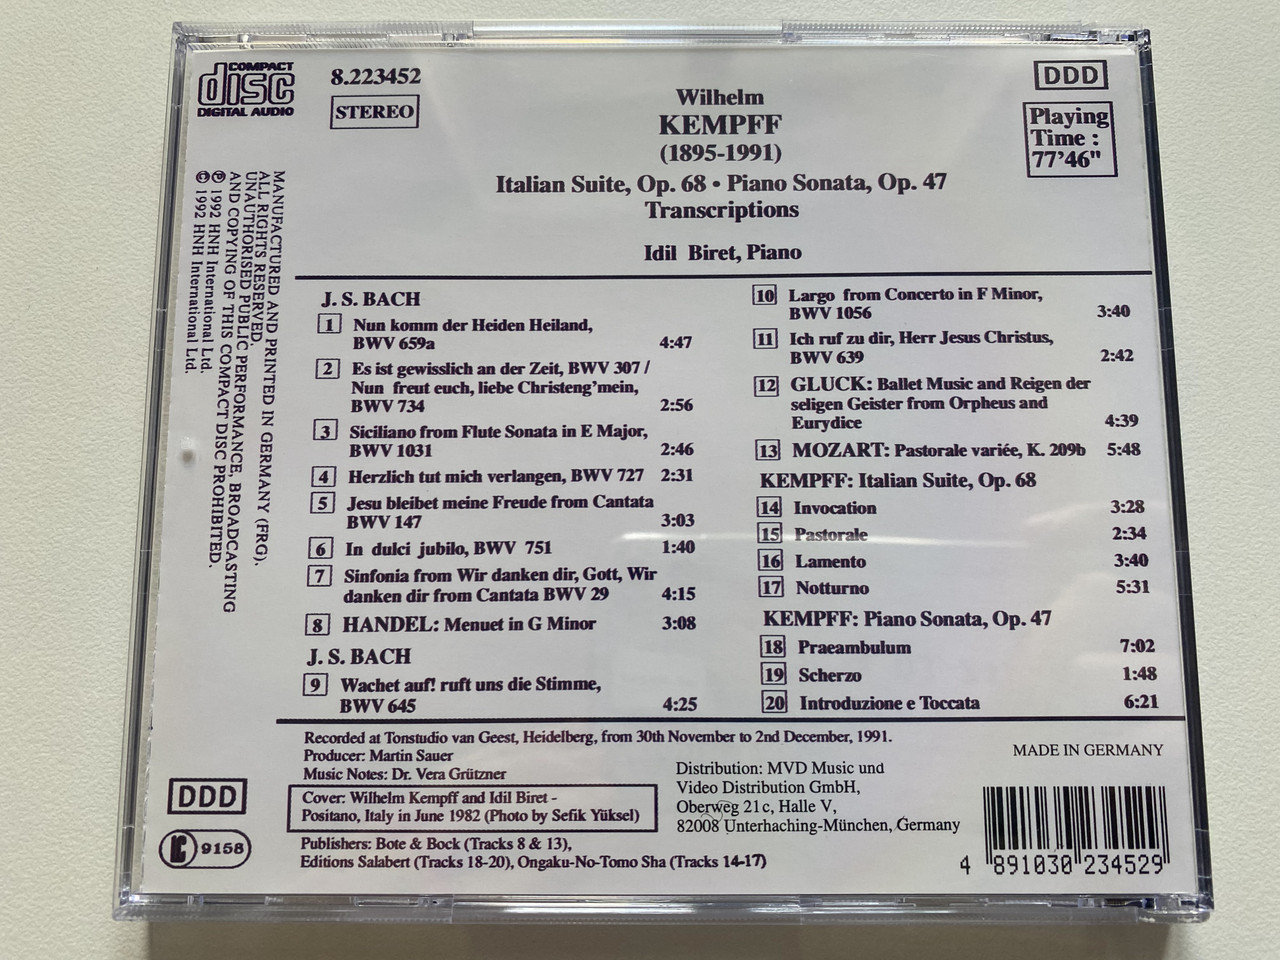 COMPACT
disc
DIGITAL AUDIO
8.223452
STEREO
DDD
Playing
Time :
77'46"
Wilhelm
KEMPFF
(1895-1991)
Italian Suite, Op. 68 • Piano Sonata, Op. 47
Transcriptions
Idil Biret, Piano
MANUFACTURED AND PRINTED IN GERMANY (FRG).
ALL RIGHTS RESERVED.
UNAUTHORISED PUBLIC PERFORMANCE, BROADCASTING
AND COPYING OF THIS COMPACT DISC PROHIBITED.
℗ 1992 HNH International Ltd.
© 1992 HNH International Ltd.
J. S. BACH
1 Nun komm der Heiden Heiland,
BWV 659a 4:47
2 Es ist gewisslich an der Zeit, BWV 307 /
Nun freut euch, liebe Christeng'mein,
BWV 734 2:56
3 Siciliano from Flute Sonata in E Major,
BWV 1031 2:46
4 Herzlich tut mich verlangen, BWV 727 2:31
5 Jesu bleibet meine Freude from Cantata
BWV 147 3:03
6 In dulci jubilo, BWV 751 1:40
7 Sinfonia from Wir danken dir, Gott, Wir
danken dir from Cantata BWV 29 4:15
8 HANDEL: Menuet in G Minor 3:08
J. S. BACH
9 Wachet auf! ruft uns die Stimme,
BWV 645 4:25
10 Largo from Concerto in F Minor,
BWV 1056 3:40
11 Ich ruf zu dir, Herr Jesus Christus,
BWV 639 2:42
12 GLUCK: Ballet Music and Reigen der
seligen Geister from Orpheus and
Eurydice 4:39
13 MOZART: Pastorale variée, K. 209b 5:48
KEMPFF: Italian Suite, Op. 68
14 Invocation 3:28
15 Pastorale 2:34
16 Lamento 3:40
17 Notturno 5:31
KEMPFF: Piano Sonata, Op. 47
18 Praeambulum 7:02
19 Scherzo 1:48
20 Introduzione e Toccata 6:21
Recorded at Tonstudio van Geest, Heidelberg, from 30th November to 2nd December, 1991.
Producer: Martin Sauer
Music Notes: Dr. Vera Grützner
Cover: Wilhelm Kempff and Idil Biret -
Positano, Italy in June 1982 (Photo by Sefik Yüksel)
Publishers: Bote & Bock (Tracks 8 & 13),
Editions Salabert (Tracks 18-20), Ongaku-No-Tomo Sha (Tracks 14-17)
DDD
LC 9158
Distribution: MVD Music und
Video Distribution GmbH,
Oberweg 21 c, Halle V,
82008 Unterhaching-München, Germany
MADE IN GERMANY
4 891030 234529